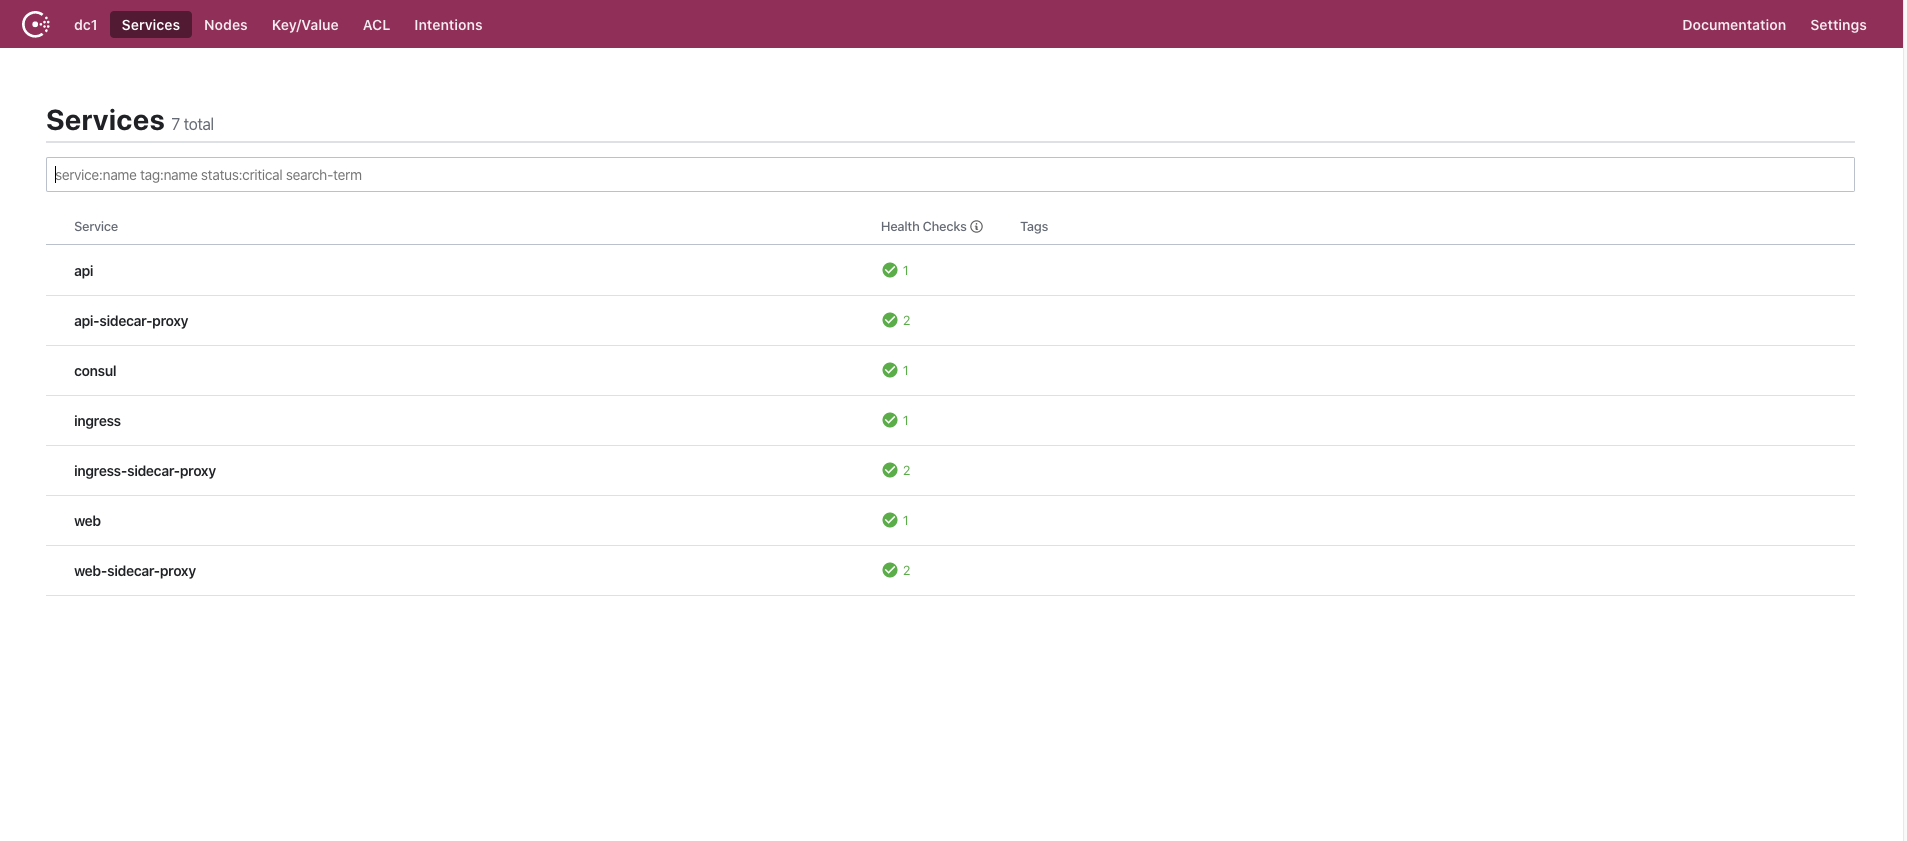 dc1 Services Nodes Key/Value ACL Intentions Documentation Settings
Services 7 total
service:name tag:name status:critical search-term
Service Health Checks Tags
api 1
api-sidecar-proxy 2
consul 1
ingress 1
ingress-sidecar-proxy 2
web 1
web-sidecar-proxy 2